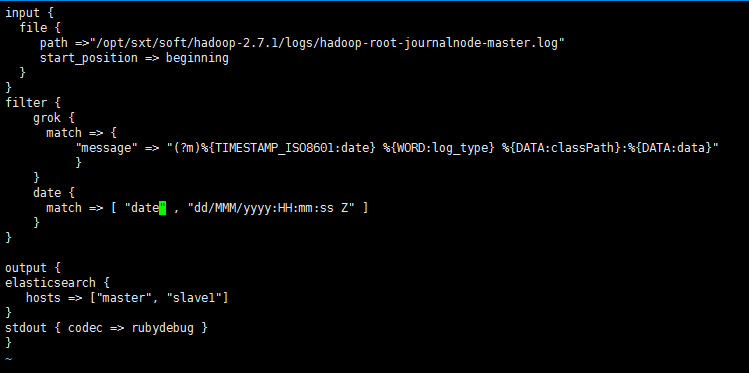 input {
  file {
     path =>"/opt/sxt/soft/hadoop-2.7.1/logs/hadoop-root-journalnode-master.log"
     start_position => beginning
  }
}
filter {
    grok {
      match => {
          "message" => "(?m)%{TIMESTAMP_ISO8601:date} %{WORD:log_type} %{DATA:classPath}:%{DATA:data}"
          }
    }
    date {
      match => [ "date" , "dd/MMM/yyyy:HH:mm:ss Z" ]
    }
}

output {
elasticsearch {
   hosts => ["master", "slave1"]
}
stdout { codec => rubydebug }
}
~